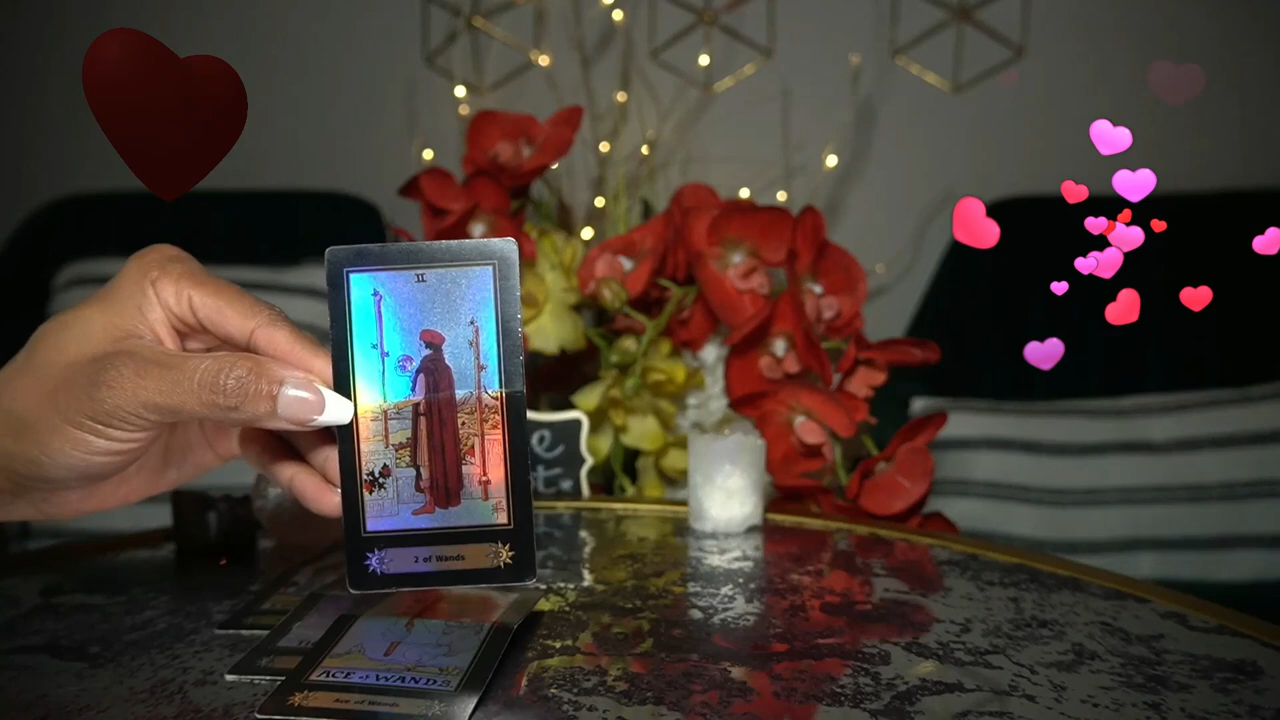 II
2 of Wands
e
t.
ACE of WANDS
Ace of Wands